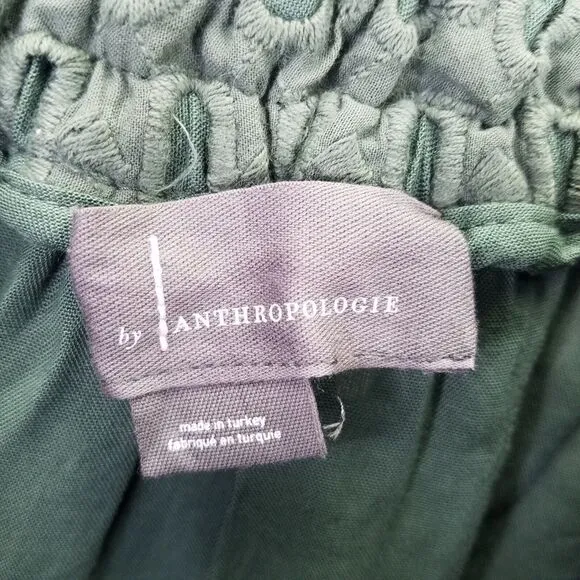 by ANTHROPOLOGIE
made in turkey
fabriqué en turquie